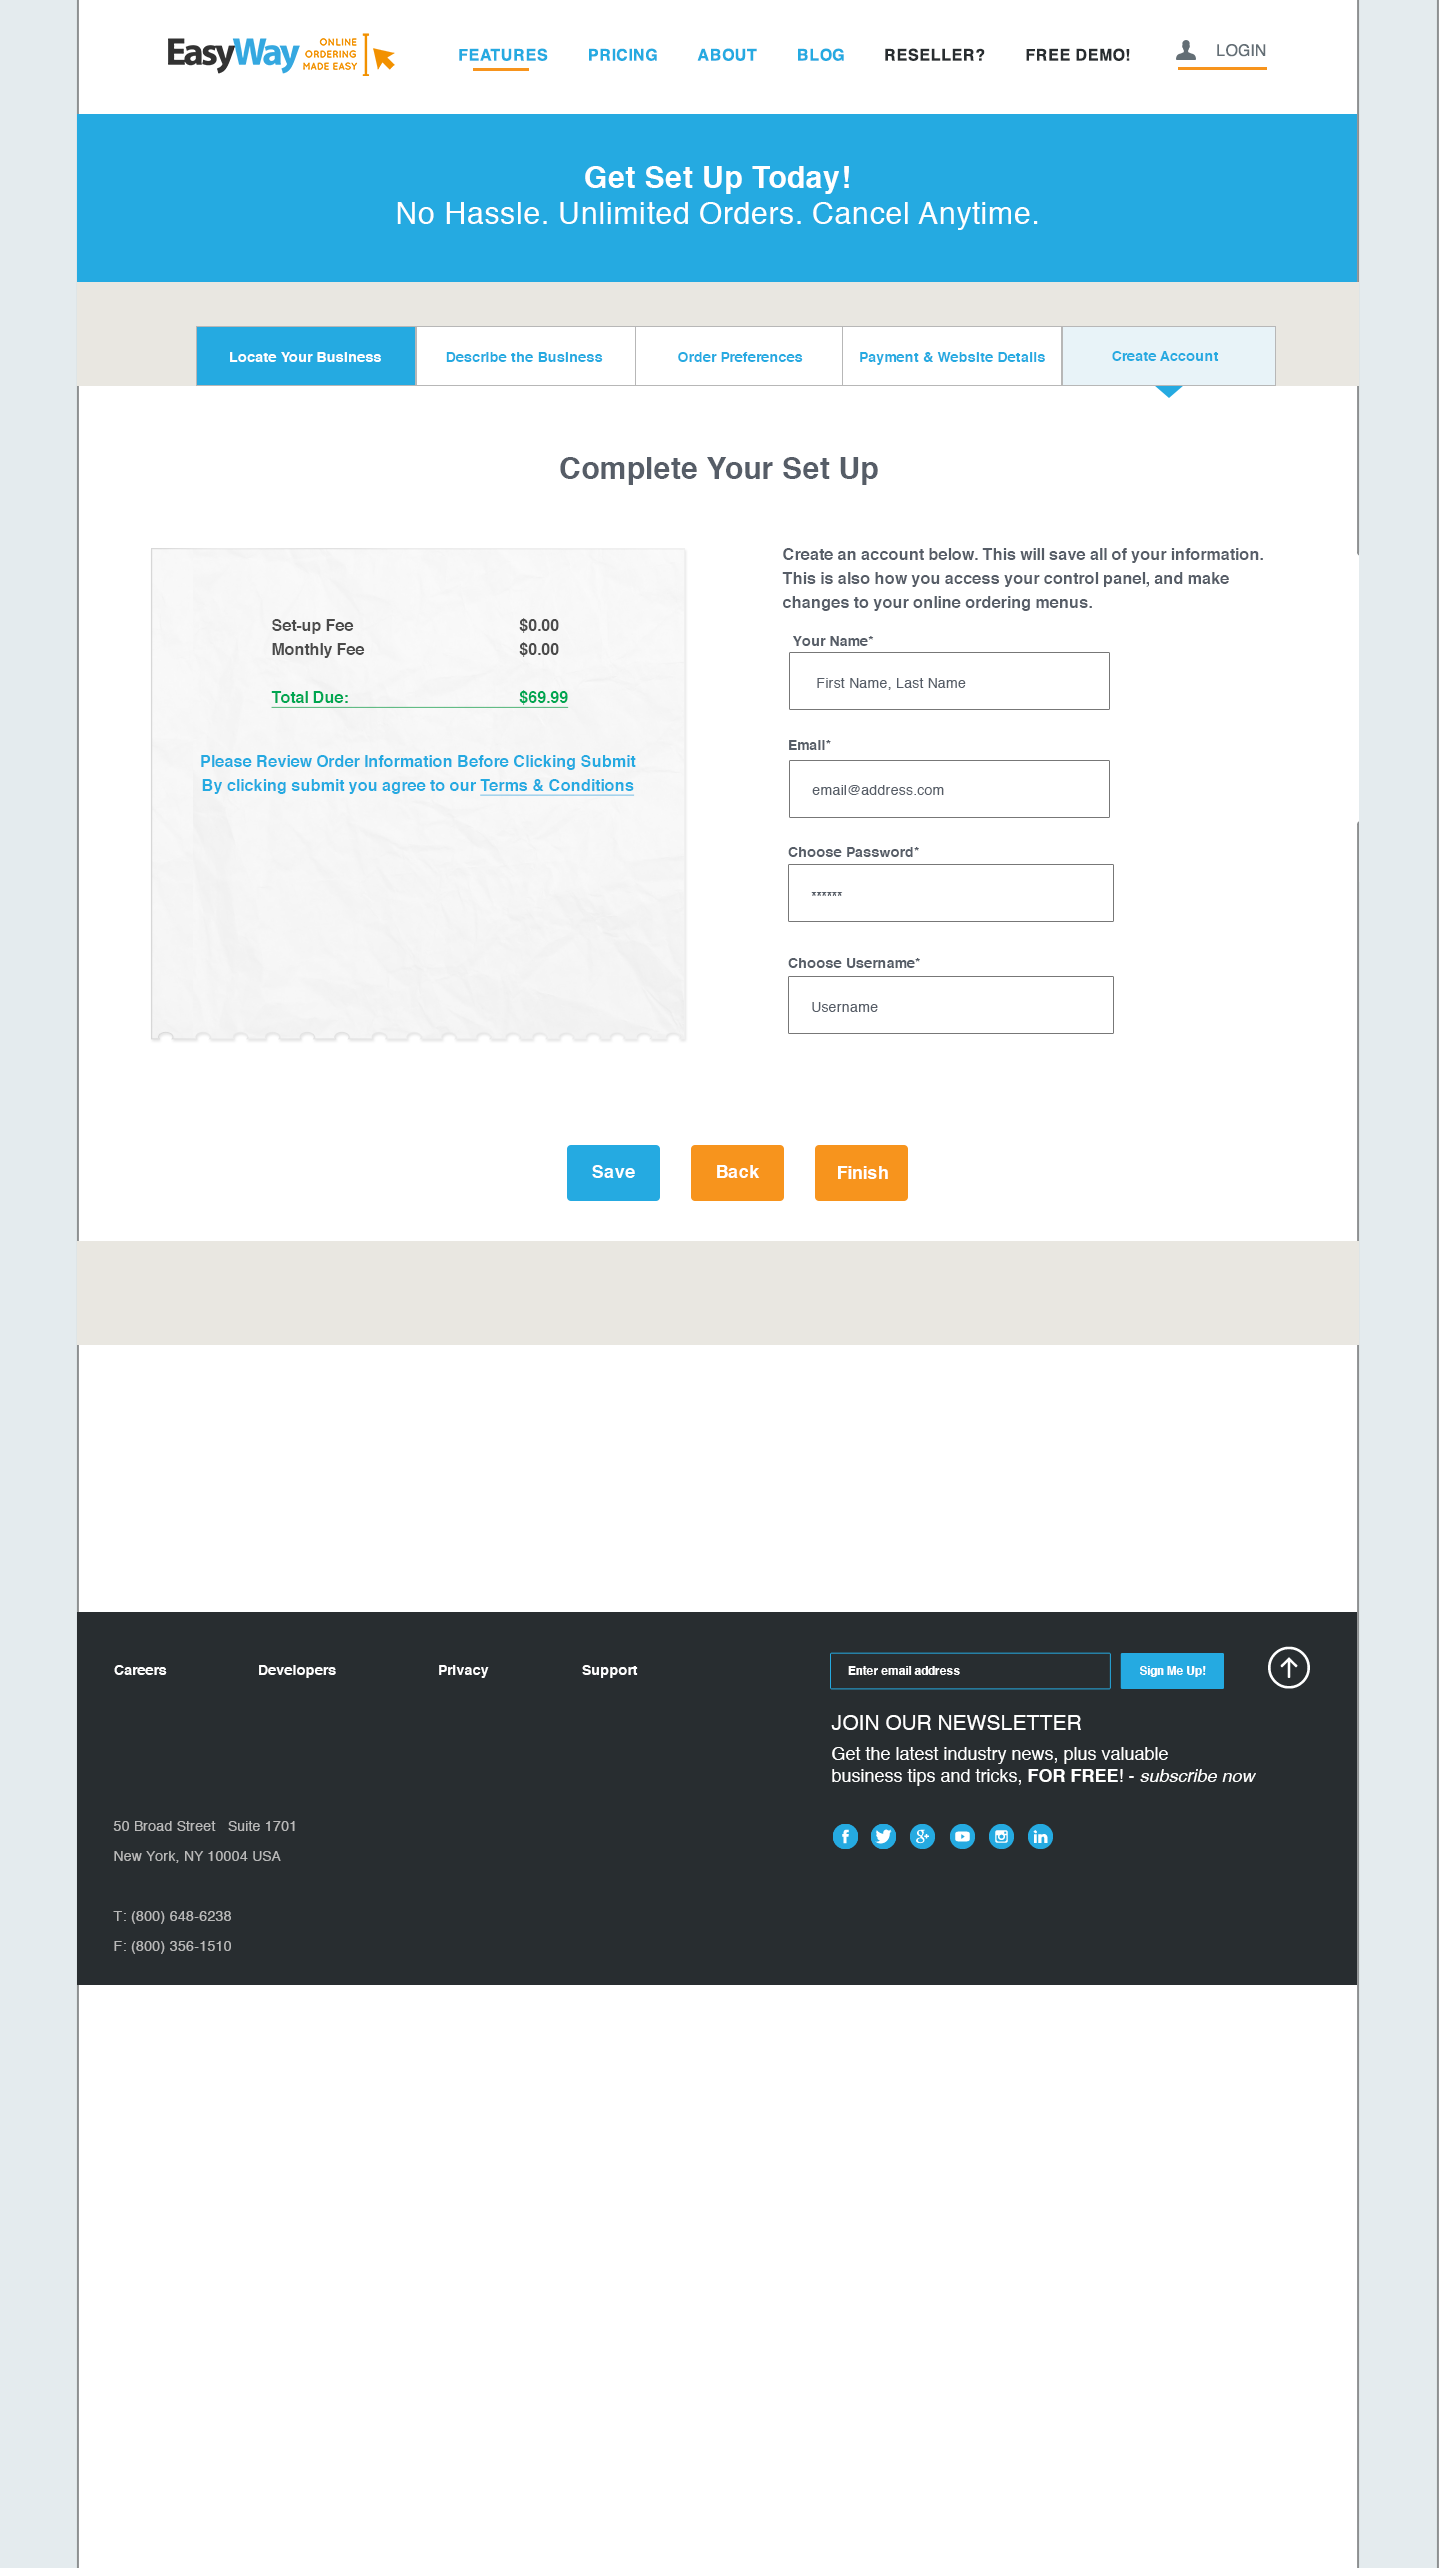 EasyWay
ONLINE
ORDERING
MADE EASY
FEATURES PRICING ABOUT BLOG RESELLER? FREE DEMO! LOGIN
Get Set Up Today!
No Hassle. Unlimited Orders. Cancel Anytime.
Locate Your Business Describe the Business Order Preferences Payment & Website Details Create Account
Complete Your Set Up
Set-up Fee $0.00
Monthly Fee $0.00
Total Due: $69.99
Please Review Order Information Before Clicking Submit
By clicking submit you agree to our Terms & Conditions
Create an account below. This will save all of your information.
This is also how you access your control panel, and make
changes to your online ordering menus.
Your Name*
First Name, Last Name
Email*
email@address.com
Choose Password*
******
Choose Username*
Username
Save Back Finish
Careers Developers Privacy Support
Enter email address Sign Me Up!
JOIN OUR NEWSLETTER
Get the latest industry news, plus valuable
business tips and tricks, FOR FREE! - subscribe now
50 Broad Street Suite 1701
New York, NY 10004 USA
T: (800) 648-6238
F: (800) 356-1510